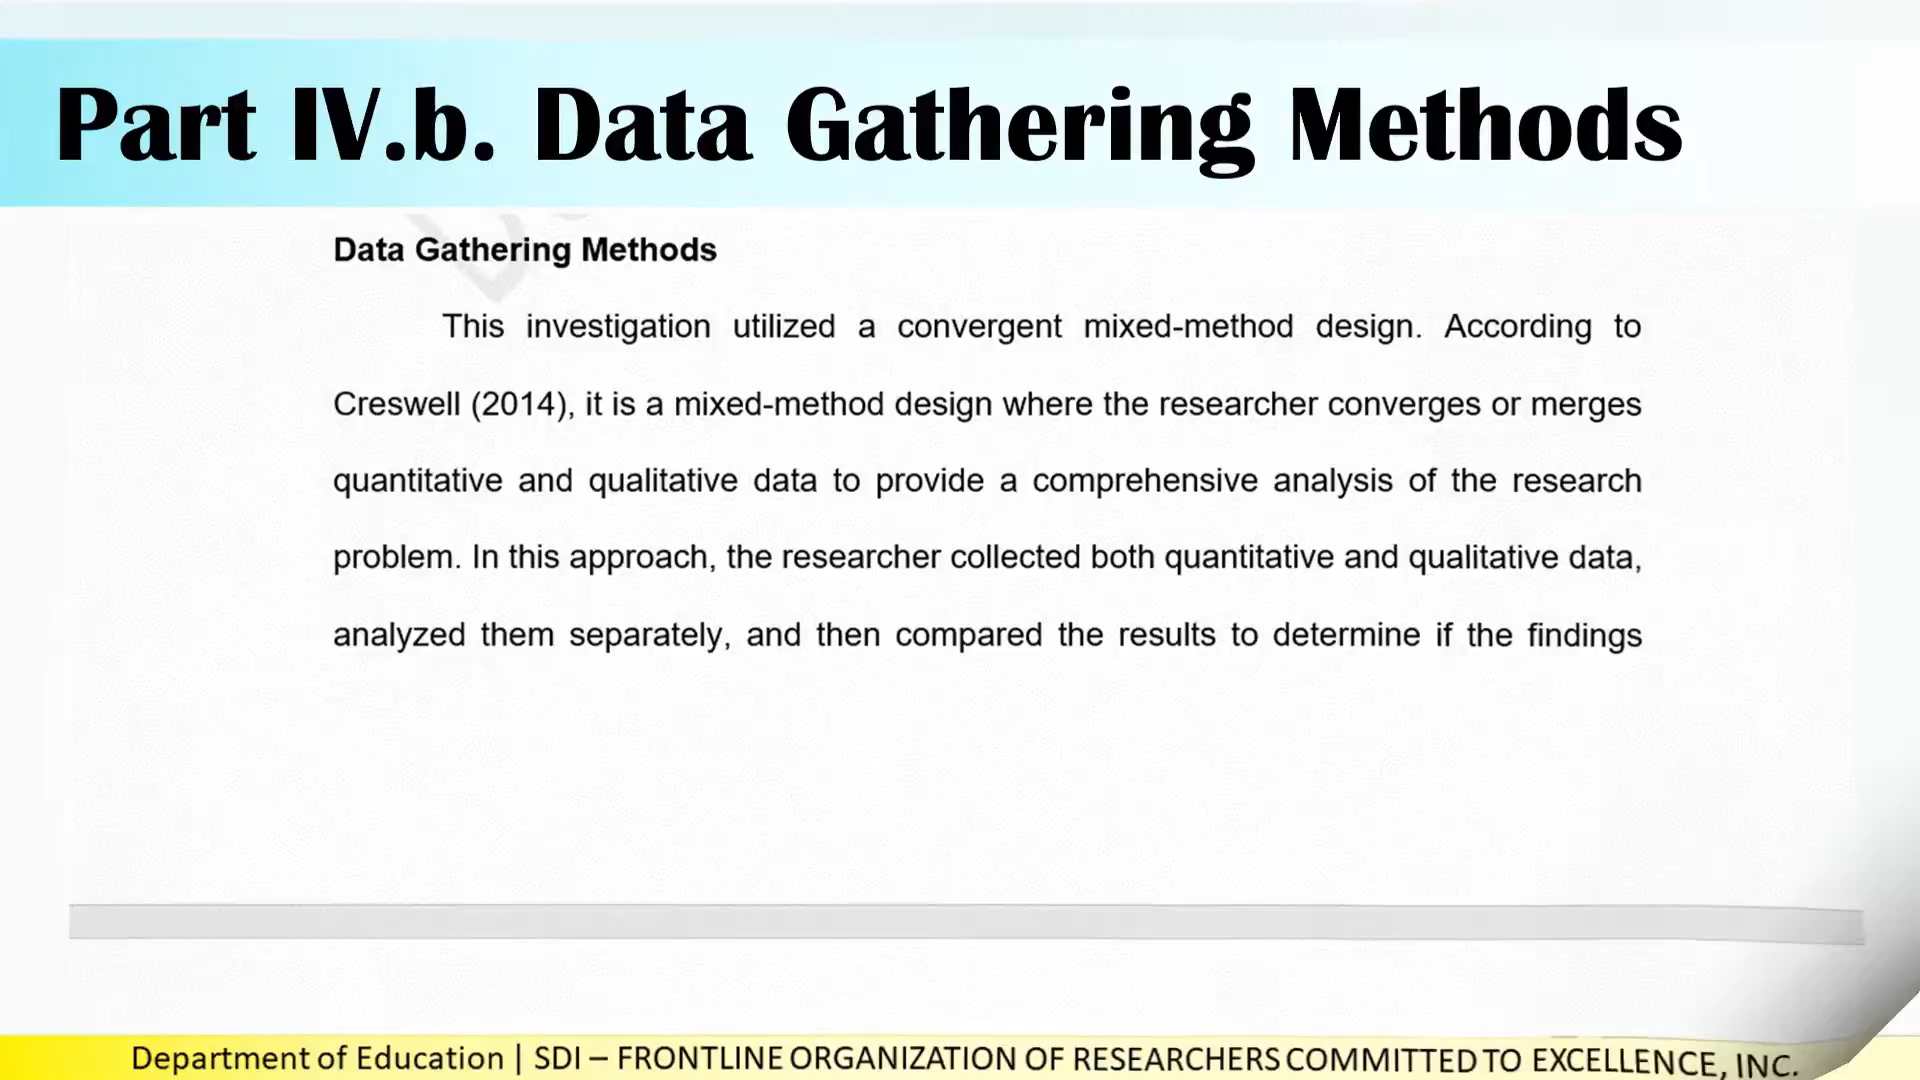 Part IV.b. Data Gathering Methods
Data Gathering Methods
This investigation utilized a convergent mixed-method design. According to
Creswell (2014), it is a mixed-method design where the researcher converges or merges
quantitative and qualitative data to provide a comprehensive analysis of the research
problem. In this approach, the researcher collected both quantitative and qualitative data,
analyzed them separately, and then compared the results to determine if the findings
Department of Education | SDI – FRONTLINE ORGANIZATION OF RESEARCHERS COMMITTED TO EXCELLENCE, INC.